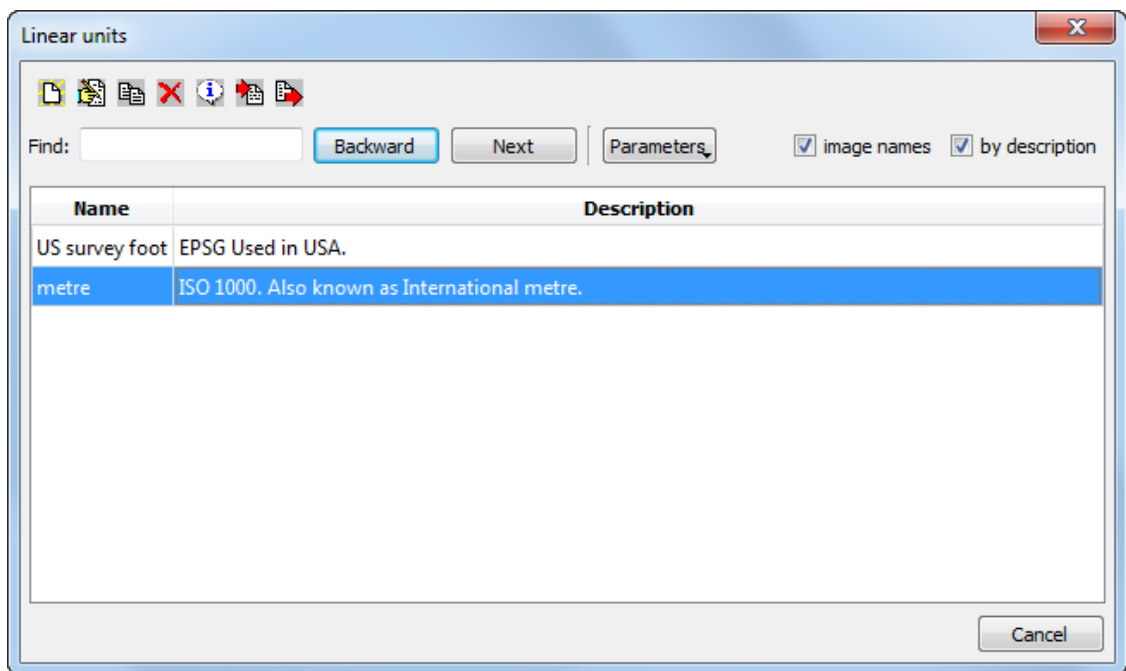 Linear units
Find: Backward Next Parameters image names by description
Name Description
US survey foot EPSG Used in USA.
metre ISO 1000. Also known as International metre.
Cancel